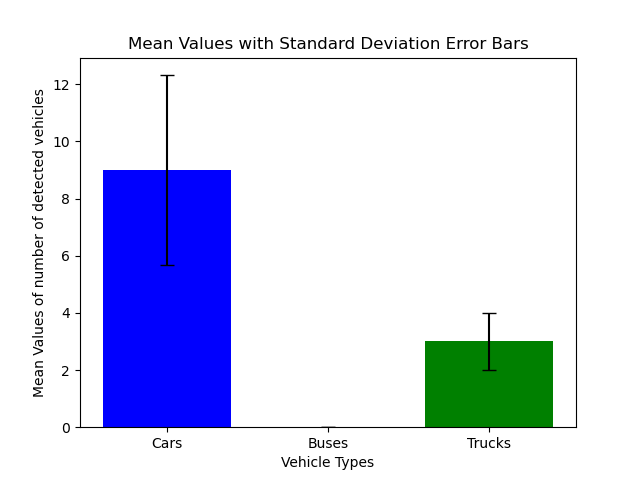 Mean Values with Standard Deviation Error Bars
Mean Values of number of detected vehicles
12
10
8
6
4
2
0
Cars Buses Trucks
Vehicle Types